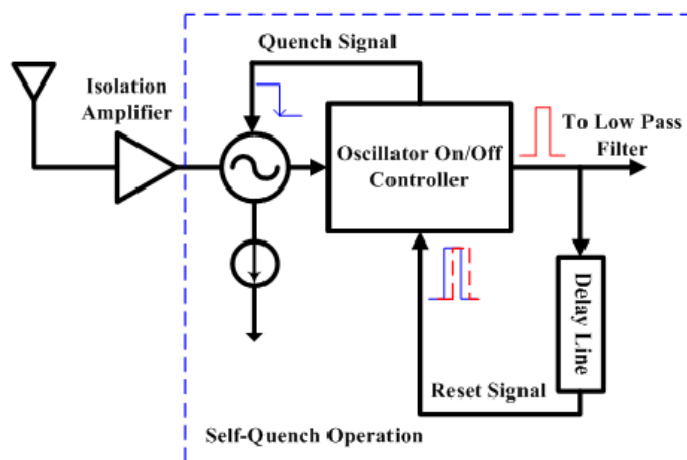 Quench Signal
Isolation
Amplifier
Oscillator On/Off
Controller
To Low Pass
Filter
Delay Line
Reset Signal
Self-Quench Operation